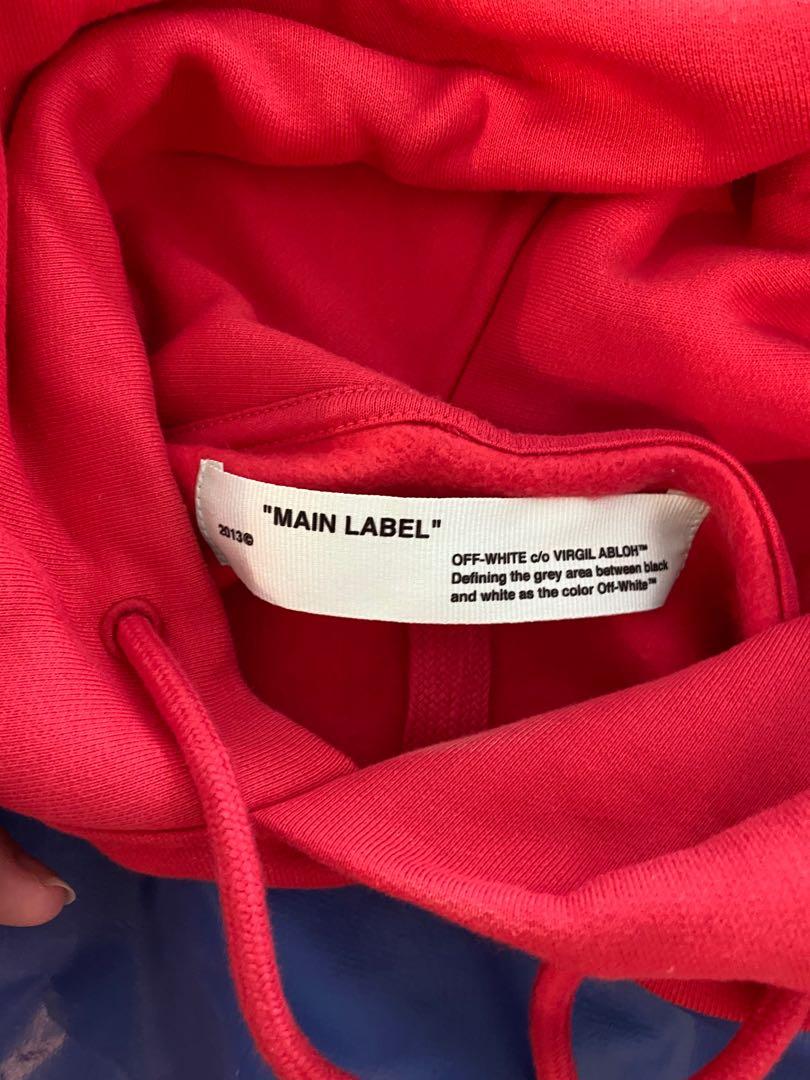 "MAIN LABEL"
2013©
OFF-WHITE c/o VIRGIL ABLOH™
Defining the grey area between black
and white as the color Off-White™